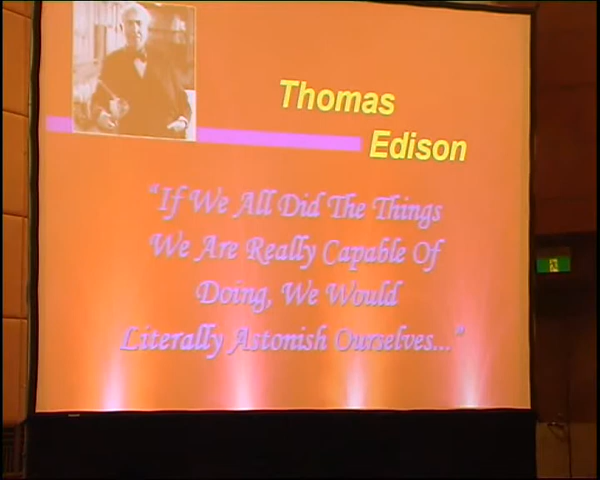 Thomas
Edison
"If We All Did The Things
We Are Really Capable Of
Doing, We Would
Literally Astonish Ourselves..."